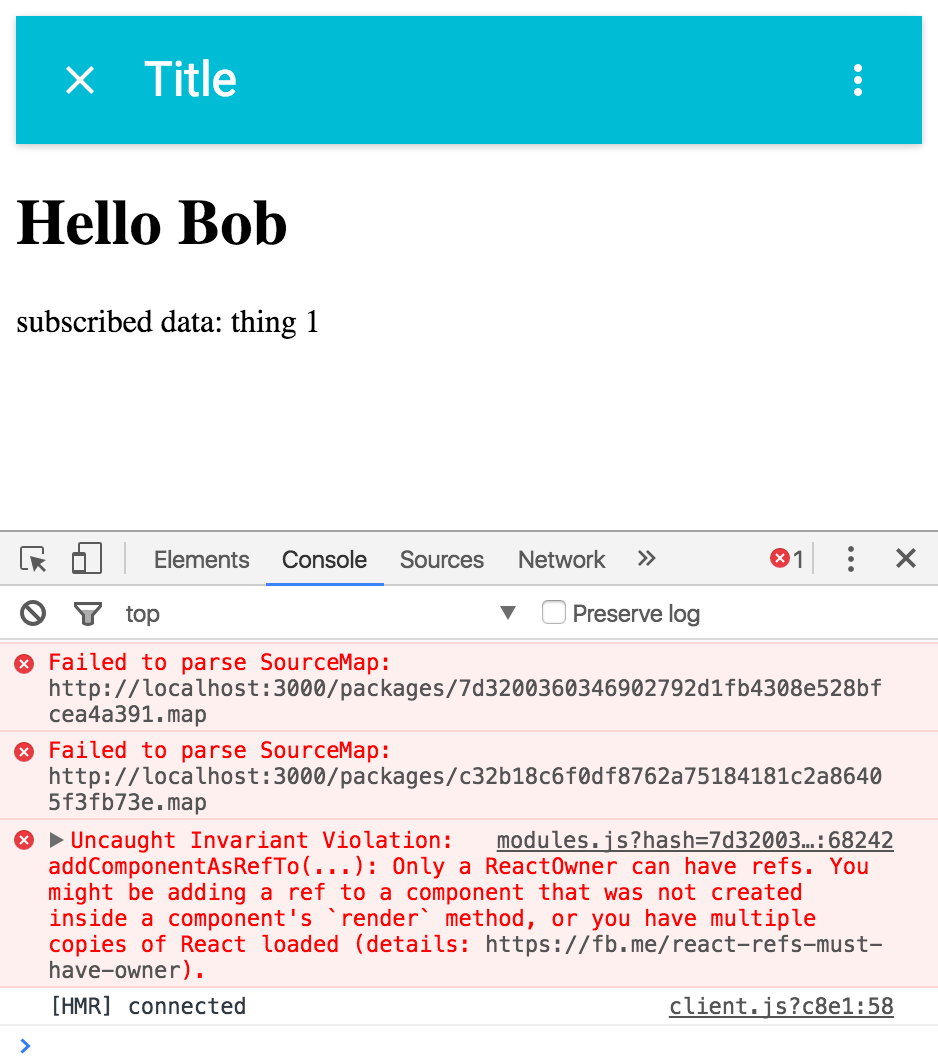 Title
Hello Bob
subscribed data: thing 1
Elements Console Sources Network 1
top Preserve log
Failed to parse SourceMap:
http://localhost:3000/packages/7d3200360346902792d1fb4308e528bf
cea4a391.map
Failed to parse SourceMap:
http://localhost:3000/packages/c32b18c6f0df8762a75184181c2a8640
5f3fb73e.map
Uncaught Invariant Violation: modules.js?hash=7d32003…:68242
addComponentAsRefTo(...): Only a ReactOwner can have refs. You
might be adding a ref to a component that was not created
inside a component's `render` method, or you have multiple
copies of React loaded (details: https://fb.me/react-refs-must-
have-owner).
[HMR] connected client.js?c8e1:58